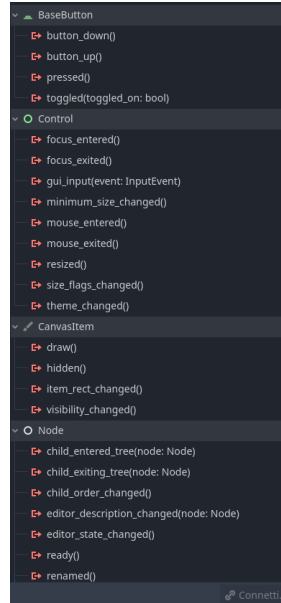 BaseButton
button_down()
button_up()
pressed()
toggled(toggled_on: bool)
Control
focus_entered()
focus_exited()
gui_input(event: InputEvent)
minimum_size_changed()
mouse_entered()
mouse_exited()
resized()
size_flags_changed()
theme_changed()
CanvasItem
draw()
hidden()
item_rect_changed()
visibility_changed()
Node
child_entered_tree(node: Node)
child_exiting_tree(node: Node)
child_order_changed()
editor_description_changed(node: Node)
editor_state_changed()
ready()
renamed()
Connetti.